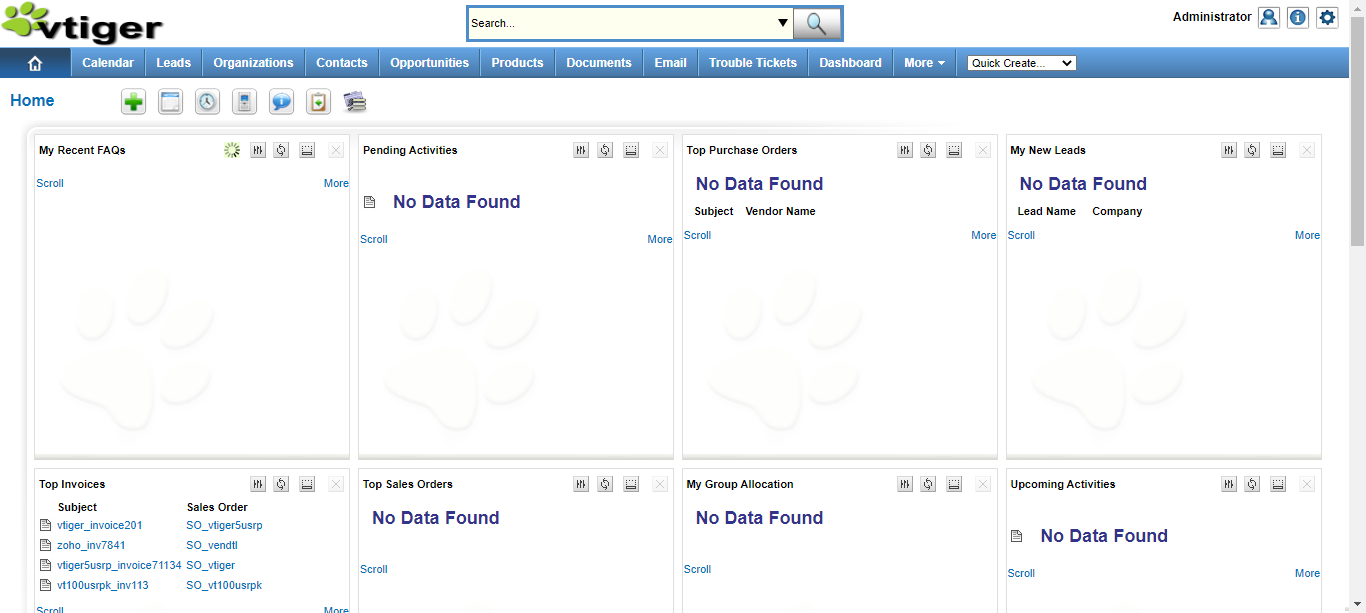 vtiger
Search...
Administrator
Calendar Leads Organizations Contacts Opportunities Products Documents Email Trouble Tickets Dashboard More Quick Create...
Home
My Recent FAQs
Scroll More
Pending Activities
No Data Found
Scroll More
Top Purchase Orders
No Data Found
Subject Vendor Name
Scroll More
My New Leads
No Data Found
Lead Name Company
Scroll More
Top Invoices
Subject Sales Order
vtiger_invoice201 SO_vtiger5usrp
zoho_inv7841 SO_vendtl
vtiger5usrp_invoice71134 SO_vtiger
vt100usrpk_inv113 SO_vt100usrpk
Scroll More
Top Sales Orders
No Data Found
Scroll
My Group Allocation
No Data Found
Scroll
Upcoming Activities
No Data Found
Scroll More